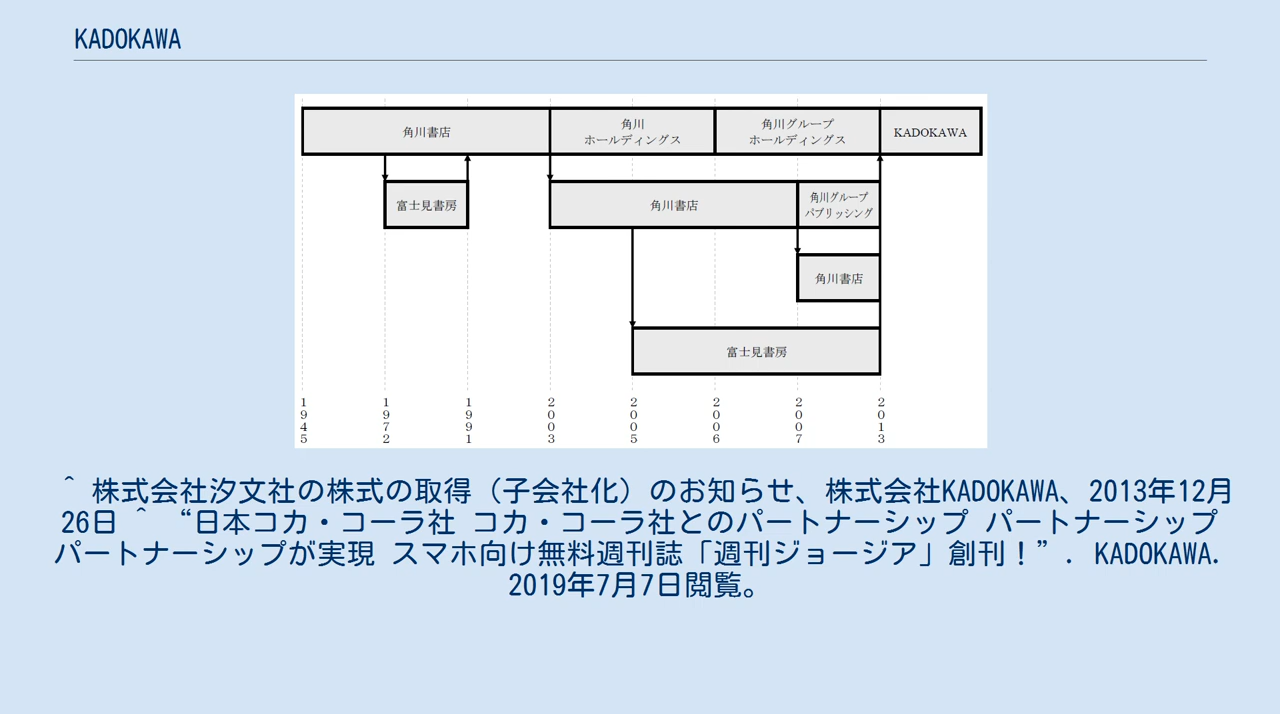 KADOKAWA
角川書店
角川
ホールディングス
角川グループ
ホールディングス
KADOKAWA
富士見書房
角川書店
角川グループ
パブリッシング
角川書店
富士見書房
1945
1972
1991
2003
2005
2006
2007
2013
^ 株式会社汐文社の株式の取得（子会社化）のお知らせ、株式会社KADOKAWA、2013年12月
26日 ^ “日本コカ・コーラ社 コカ・コーラ社とのパートナーシップ パートナーシップ
パートナーシップが実現 スマホ向け無料週刊誌「週刊ジョージア」創刊！”. KADOKAWA.
2019年7月7日閲覧。